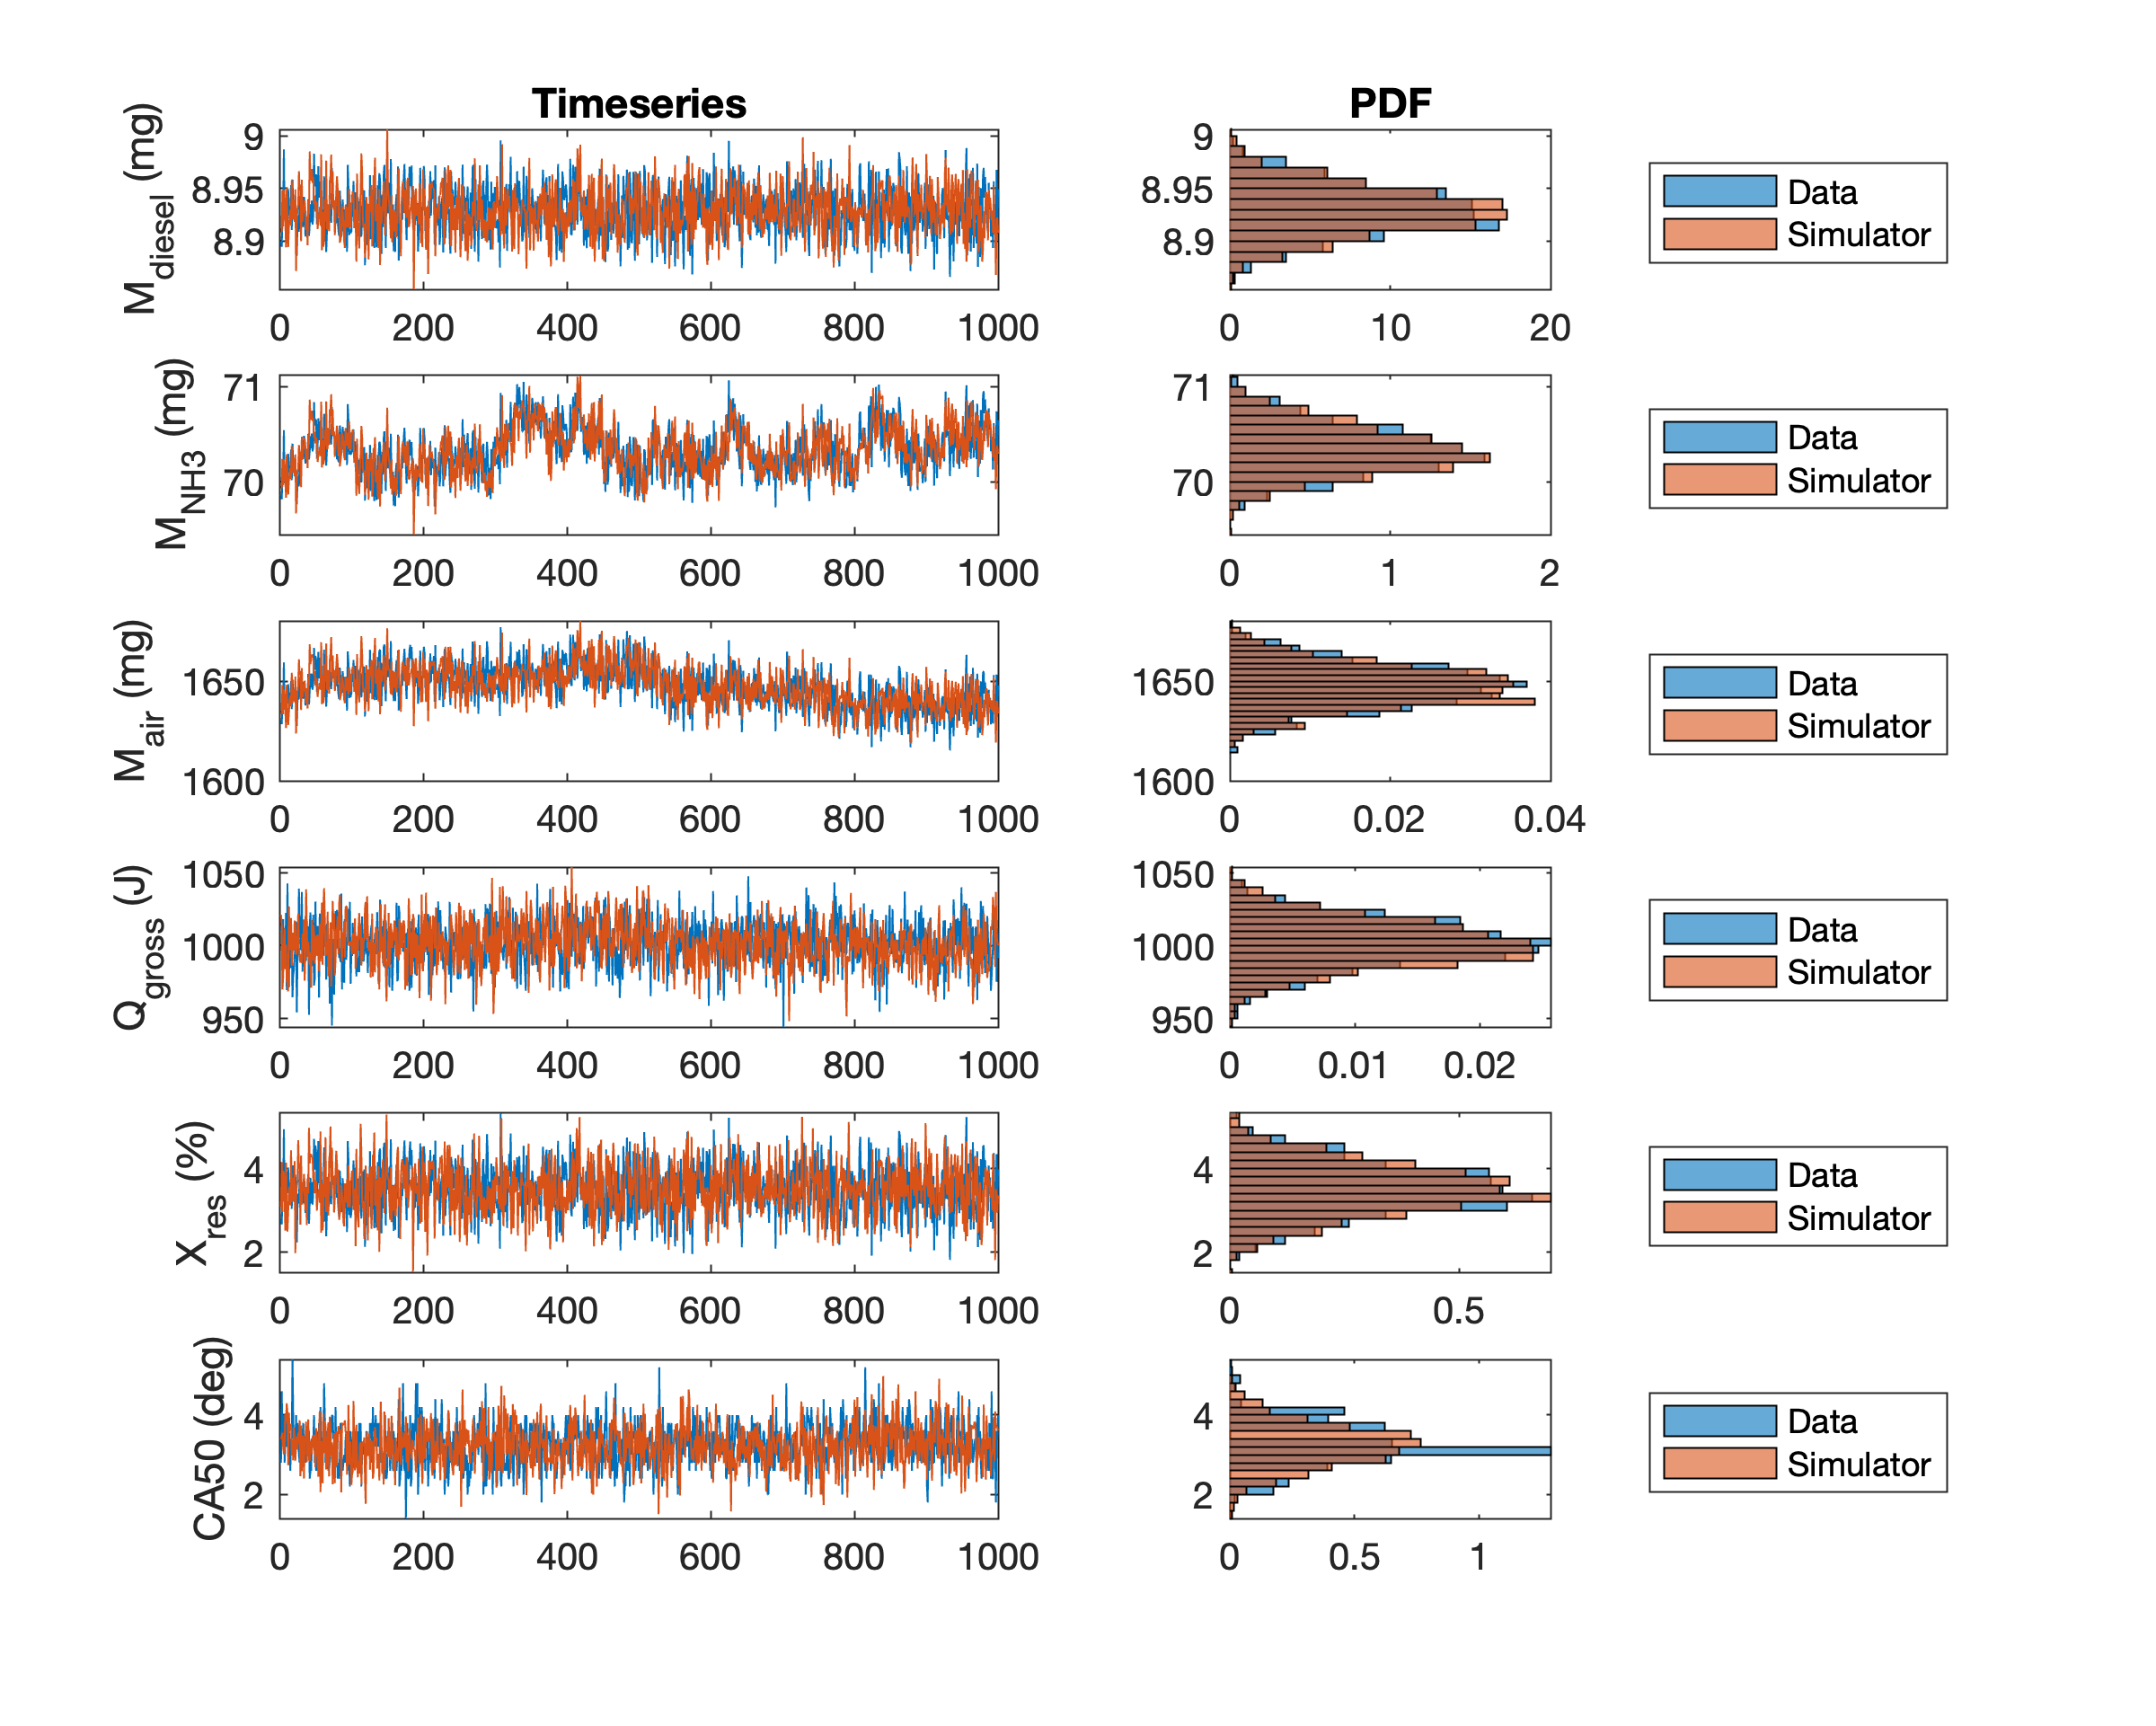 Timeseries
PDF
M_diesel (mg)
9
8.95
8.9
0 200 400 600 800 1000
9
8.95
8.9
0 10 20
Data
Simulator
M_NH3 (mg)
71
70
0 200 400 600 800 1000
71
70
0 1 2
Data
Simulator
M_air (mg)
1650
1600
0 200 400 600 800 1000
1650
1600
0 0.02 0.04
Data
Simulator
Q_gross (J)
1050
1000
950
0 200 400 600 800 1000
1050
1000
950
0 0.01 0.02
Data
Simulator
X_res (%)
4
2
0 200 400 600 800 1000
4
2
0 0.5
Data
Simulator
CA50 (deg)
4
2
0 200 400 600 800 1000
4
2
0 0.5 1
Data
Simulator